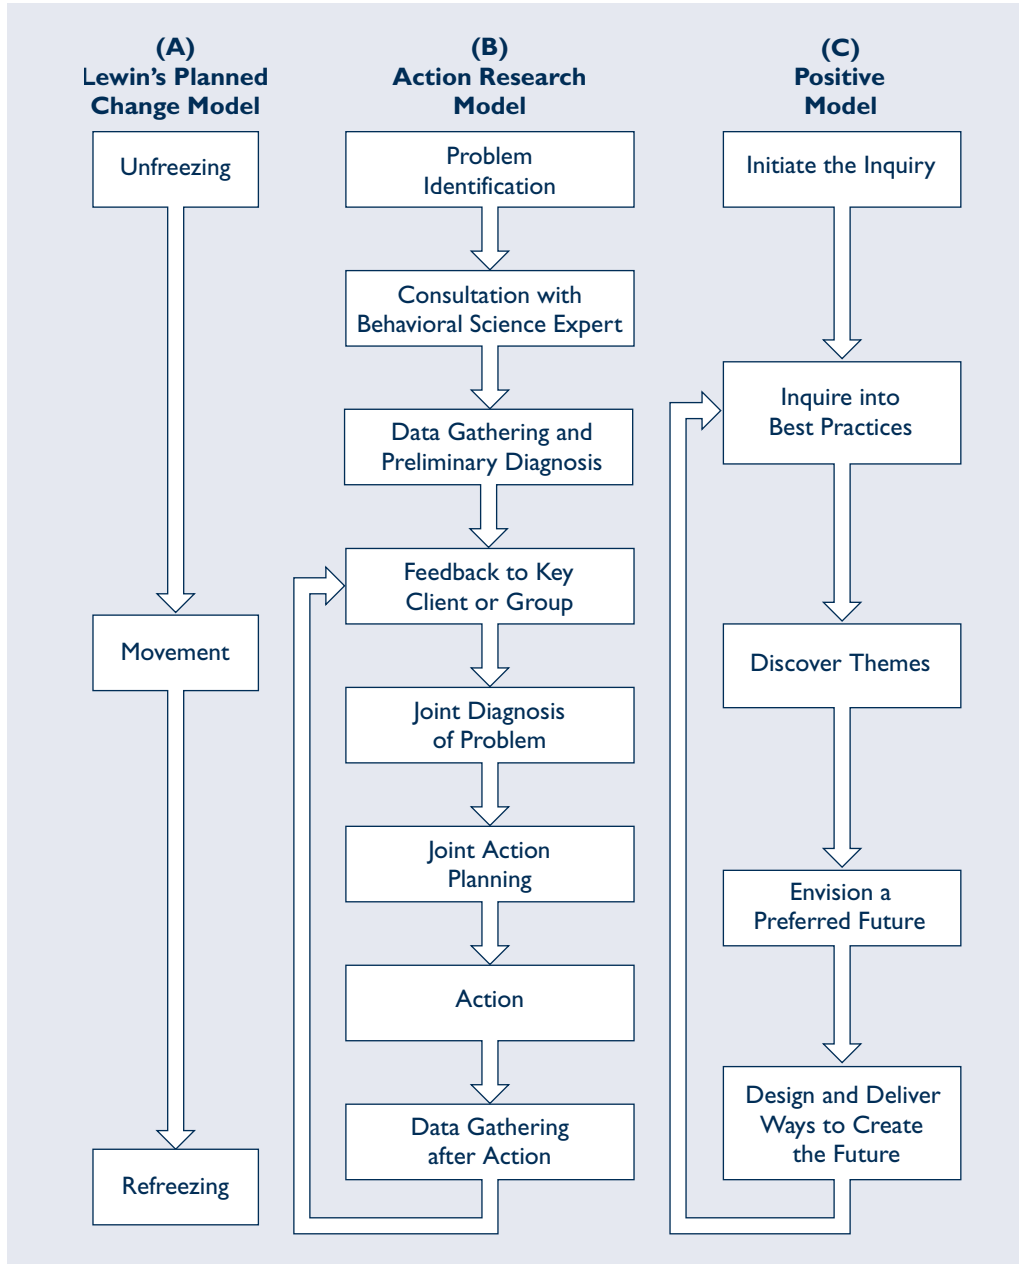 (A)
Lewin's Planned
Change Model
Unfreezing
Movement
Refreezing
(B)
Action Research
Model
Problem
Identification
Consultation with
Behavioral Science Expert
Data Gathering and
Preliminary Diagnosis
Feedback to Key
Client or Group
Joint Diagnosis
of Problem
Joint Action
Planning
Action
Data Gathering
after Action
(C)
Positive
Model
Initiate the Inquiry
Inquire into
Best Practices
Discover Themes
Envision a
Preferred Future
Design and Deliver
Ways to Create
the Future